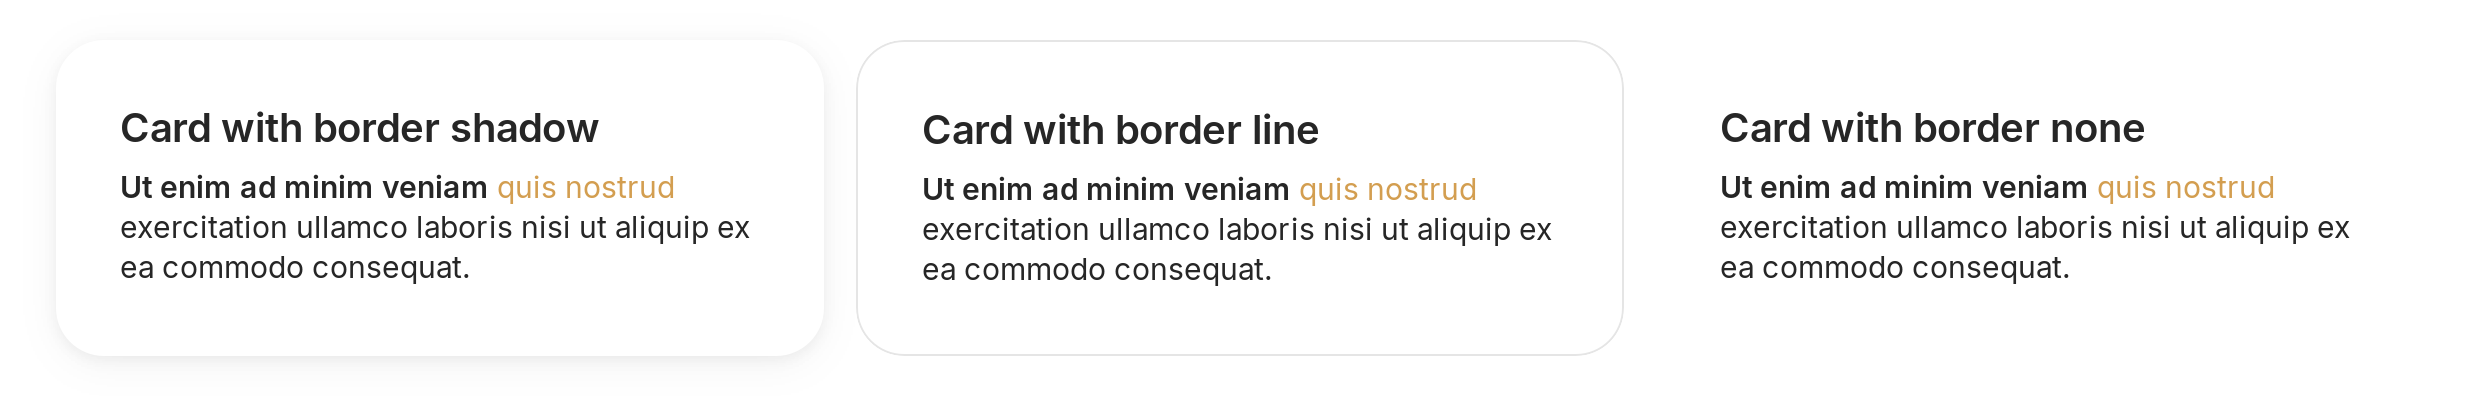 Card with border shadow
Ut enim ad minim veniam quis nostrud
exercitation ullamco laboris nisi ut aliquip ex
ea commodo consequat.
Card with border line
Ut enim ad minim veniam quis nostrud
exercitation ullamco laboris nisi ut aliquip ex
ea commodo consequat.
Card with border none
Ut enim ad minim veniam quis nostrud
exercitation ullamco laboris nisi ut aliquip ex
ea commodo consequat.